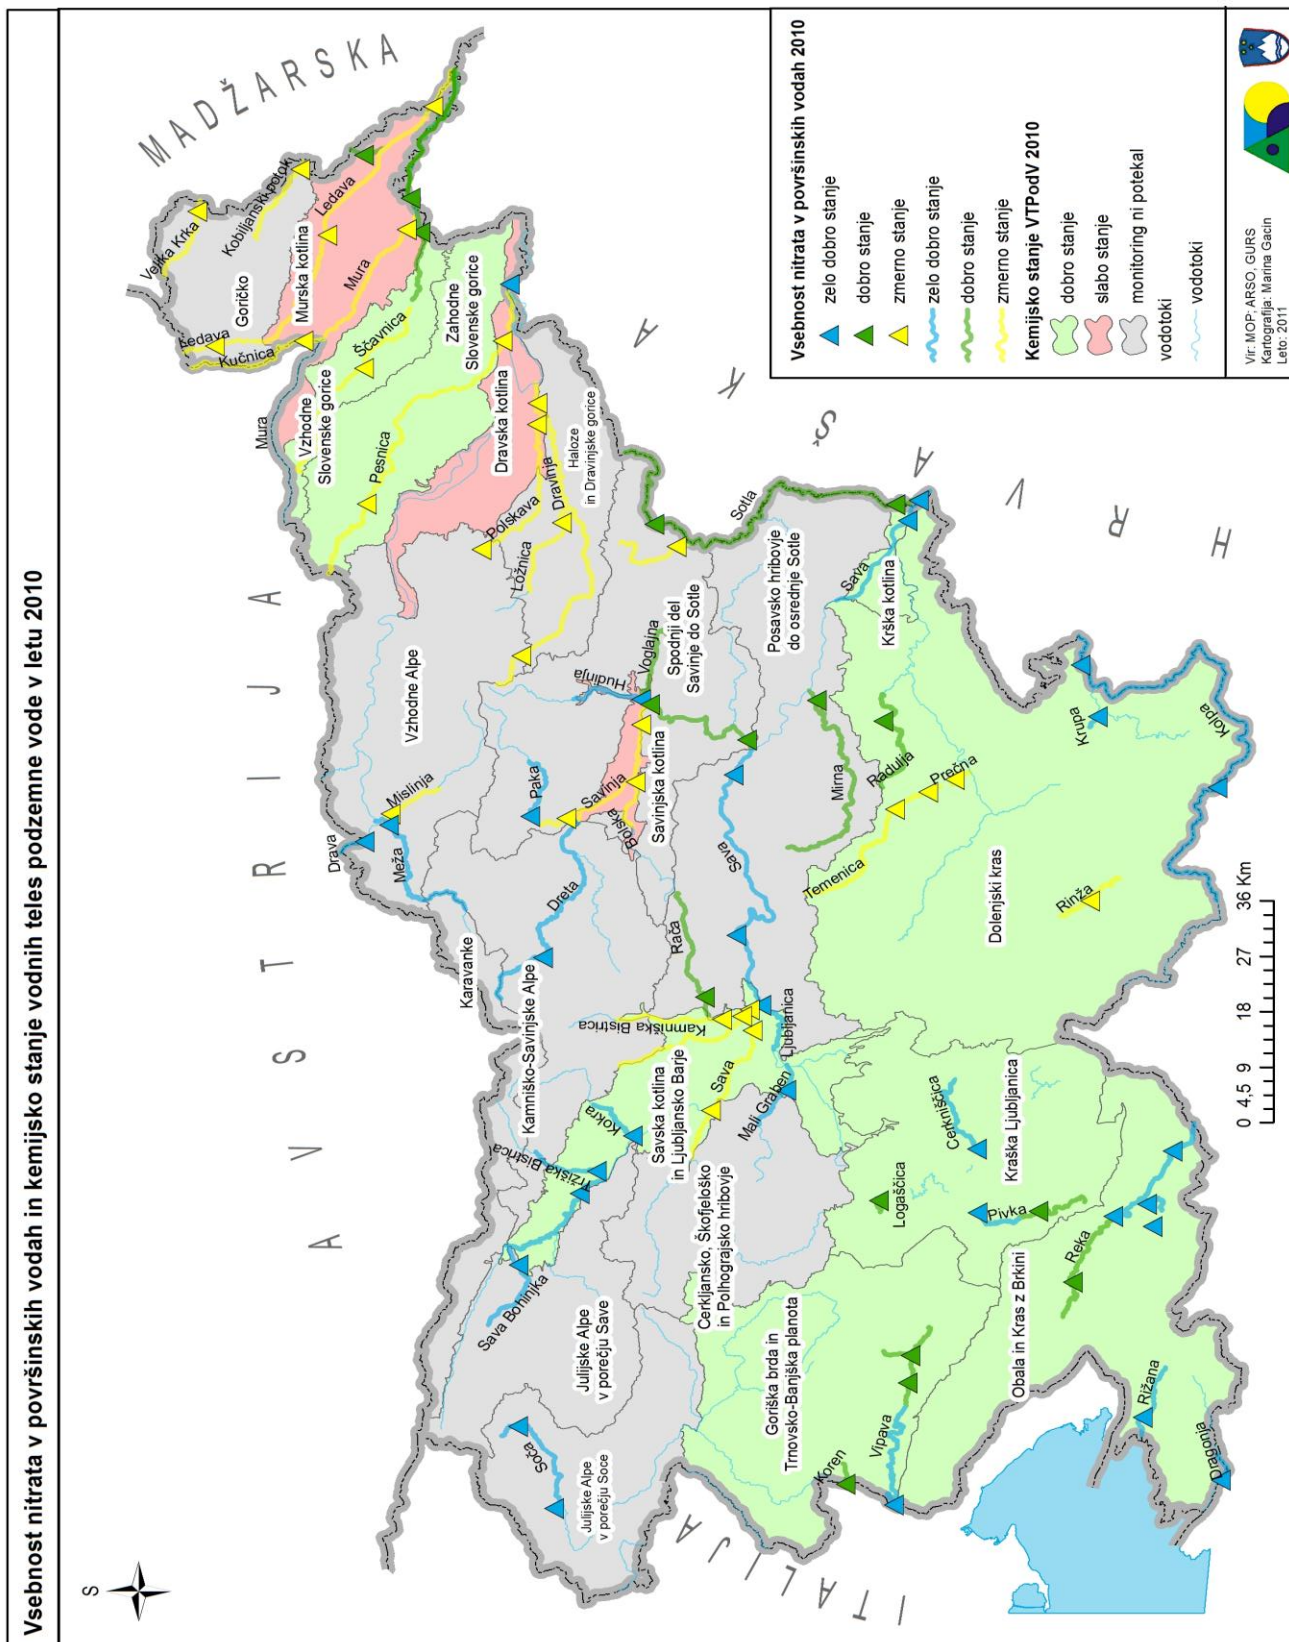 Vsebnost nitrata v površinskih vodah in kemijsko stanje vodnih teles podzemne vode v letu 2010
S
AVSTRIJA
MADŽARSKA
HRVAŠKA
ITALIJA
Velika Krka
Kobiljanski potok
Ledava
Kučnica
Goričko
Murska kotlina
Ledava
Mura
Mura
Ščavnica
Vzhodne
Slovenske gorice
Zahodne
Slovenske gorice
Pesnica
Dravska kotlina
Polskava
Dravinja
Ložnica
Haloze
in Dravinjske gorice
Vzhodne Alpe
Drava
Mislinja
Meža
Karavanke
Paka
Hudinja
Voglajna
Spodnji del
Savinje do Sotle
Sotla
Posavsko hribovje
do osrednje Sotle
Sava
Krška kotlina
Savinja
Bolska
Savinjska kotlina
Dreta
Kamniško-Savinjske Alpe
Rača
Sava
Mirna
Radulja
Prečna
Temenica
Krupa
Kolpa
Rinža
Dolenjski kras
Kamniška Bistrica
Ljubljanica
Sava
Mali Graben
Savska kotlina
in Ljubljansko Barje
Kokra
Tržiška Bistrica
Sava Bohinjka
Cerkljansko, Škofjeloško
in Polhograjsko hribovje
Julijske Alpe
v porečju Save
Julijske Alpe
v porečju Soce
Soča
Goriška brda in
Trnovsko-Banjška planota
Koren
Vipava
Logaščica
Cerkniščica
Kraška Ljubljanica
Pivka
Reka
Obala in Kras z Brkini
Rižana
Dragonja
0 4,5 9 18 27 36 Km
Vsebnost nitrata v površinskih vodah 2010
zelo dobro stanje
dobro stanje
zmerno stanje
zelo dobro stanje
dobro stanje
zmerno stanje
Kemijsko stanje VTPodV 2010
dobro stanje
slabo stanje
monitoring ni potekal
vodotoki
vodotoki
Vir: MOP; ARSO, GURS
Kartografija: Marina Gacin
Leto: 2011